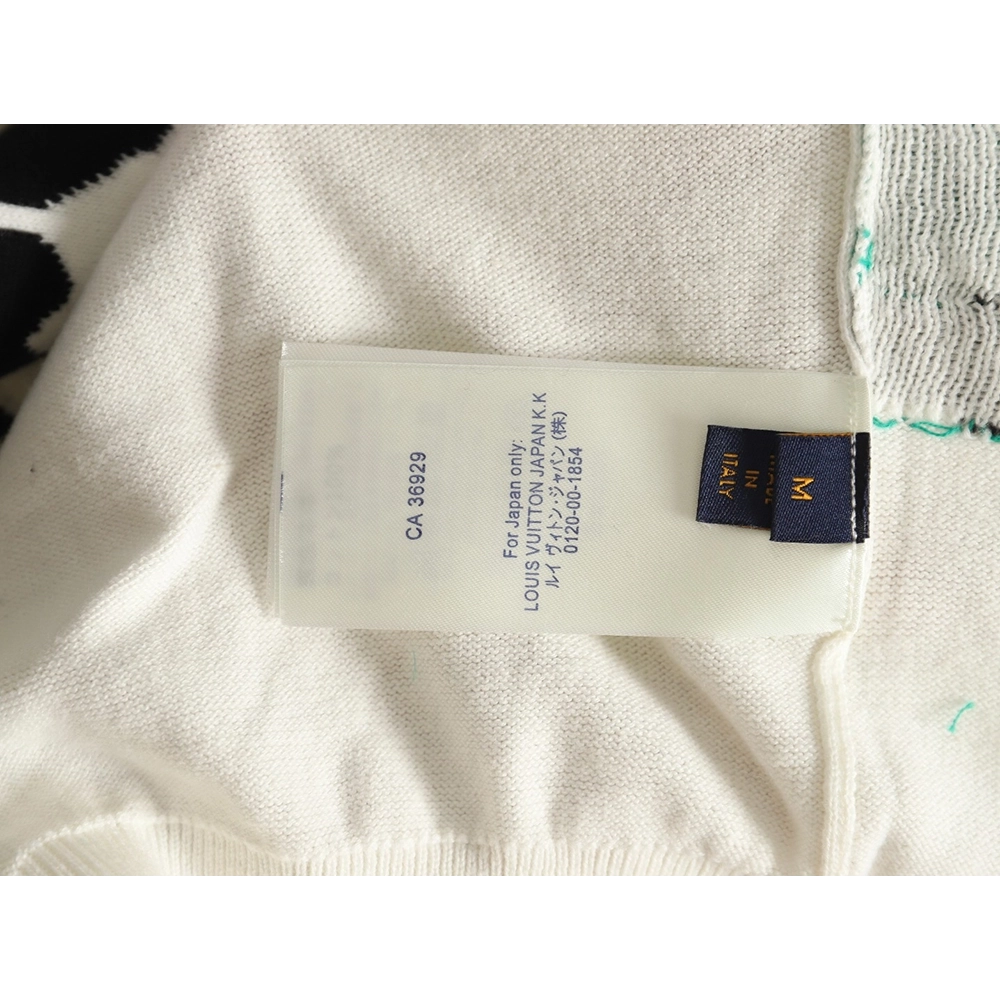 CA 36929
For Japan only:
LOUIS VUITTON JAPAN K.K
ルイ ヴィトン・ジャパン (株)
0120-00-1854
M
IN
ITALY